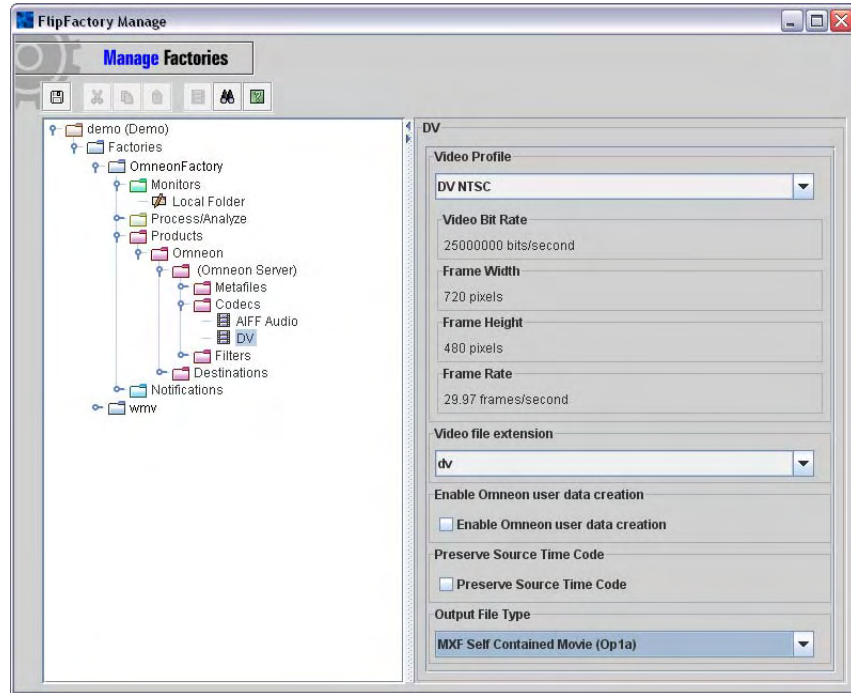 FlipFactory Manage
Manage Factories
demo (Demo)
Factories
OmneonFactory
Monitors
Local Folder
Process/Analyze
Products
Omneon
(Omneon Server)
Metafiles
Codecs
AIFF Audio
DV
Filters
Destinations
Notifications
wmv
DV
Video Profile
DV NTSC
Video Bit Rate
25000000 bits/second
Frame Width
720 pixels
Frame Height
480 pixels
Frame Rate
29.97 frames/second
Video file extension
dv
Enable Omneon user data creation
Enable Omneon user data creation
Preserve Source Time Code
Preserve Source Time Code
Output File Type
MXF Self Contained Movie (Op1a)